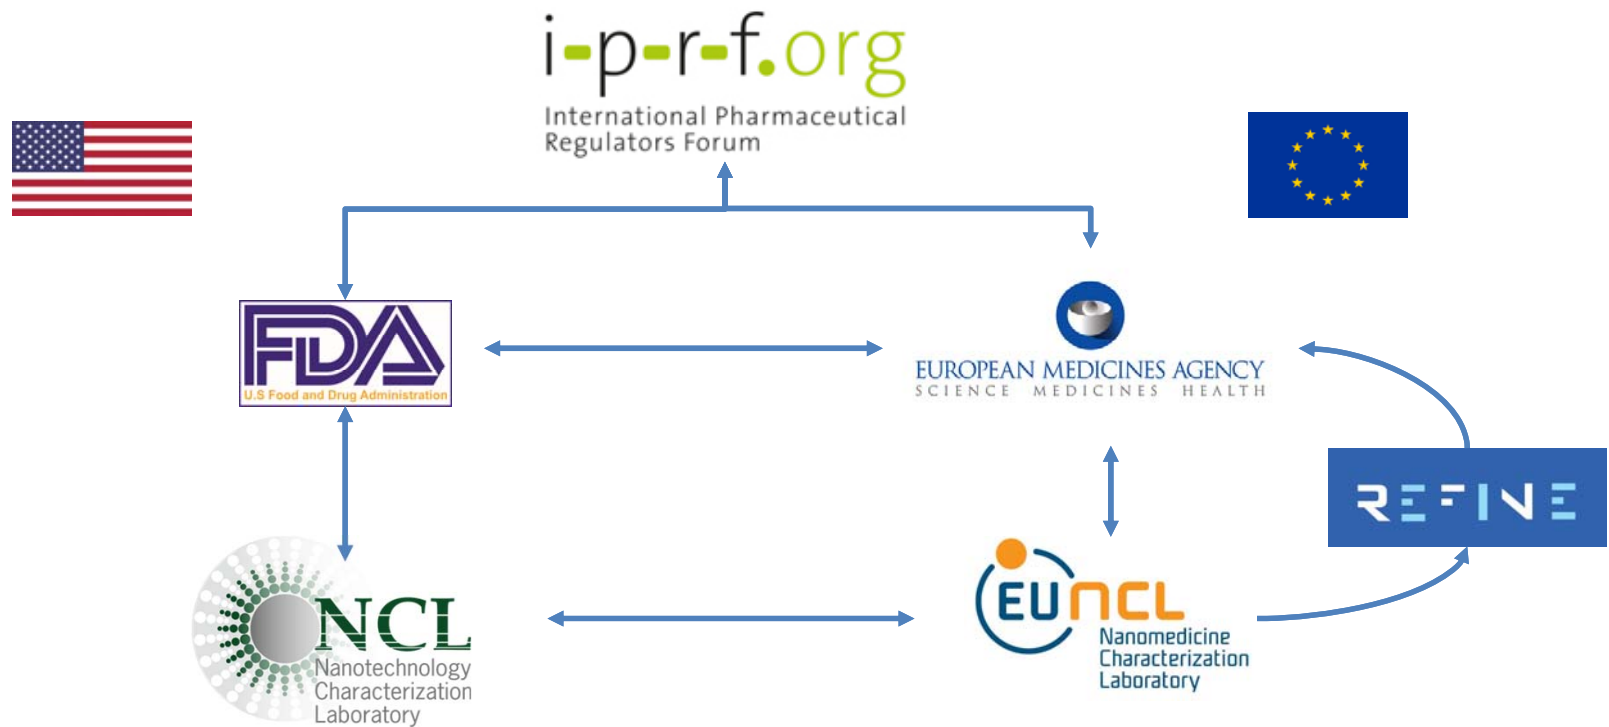 i-p-r-f.org
International Pharmaceutical
Regulators Forum
FDA
U.S Food and Drug Administration
EUROPEAN MEDICINES AGENCY
SCIENCE MEDICINES HEALTH
REFINE
NCL
Nanotechnology
Characterization
Laboratory
EUNCL
Nanomedicine
Characterization
Laboratory